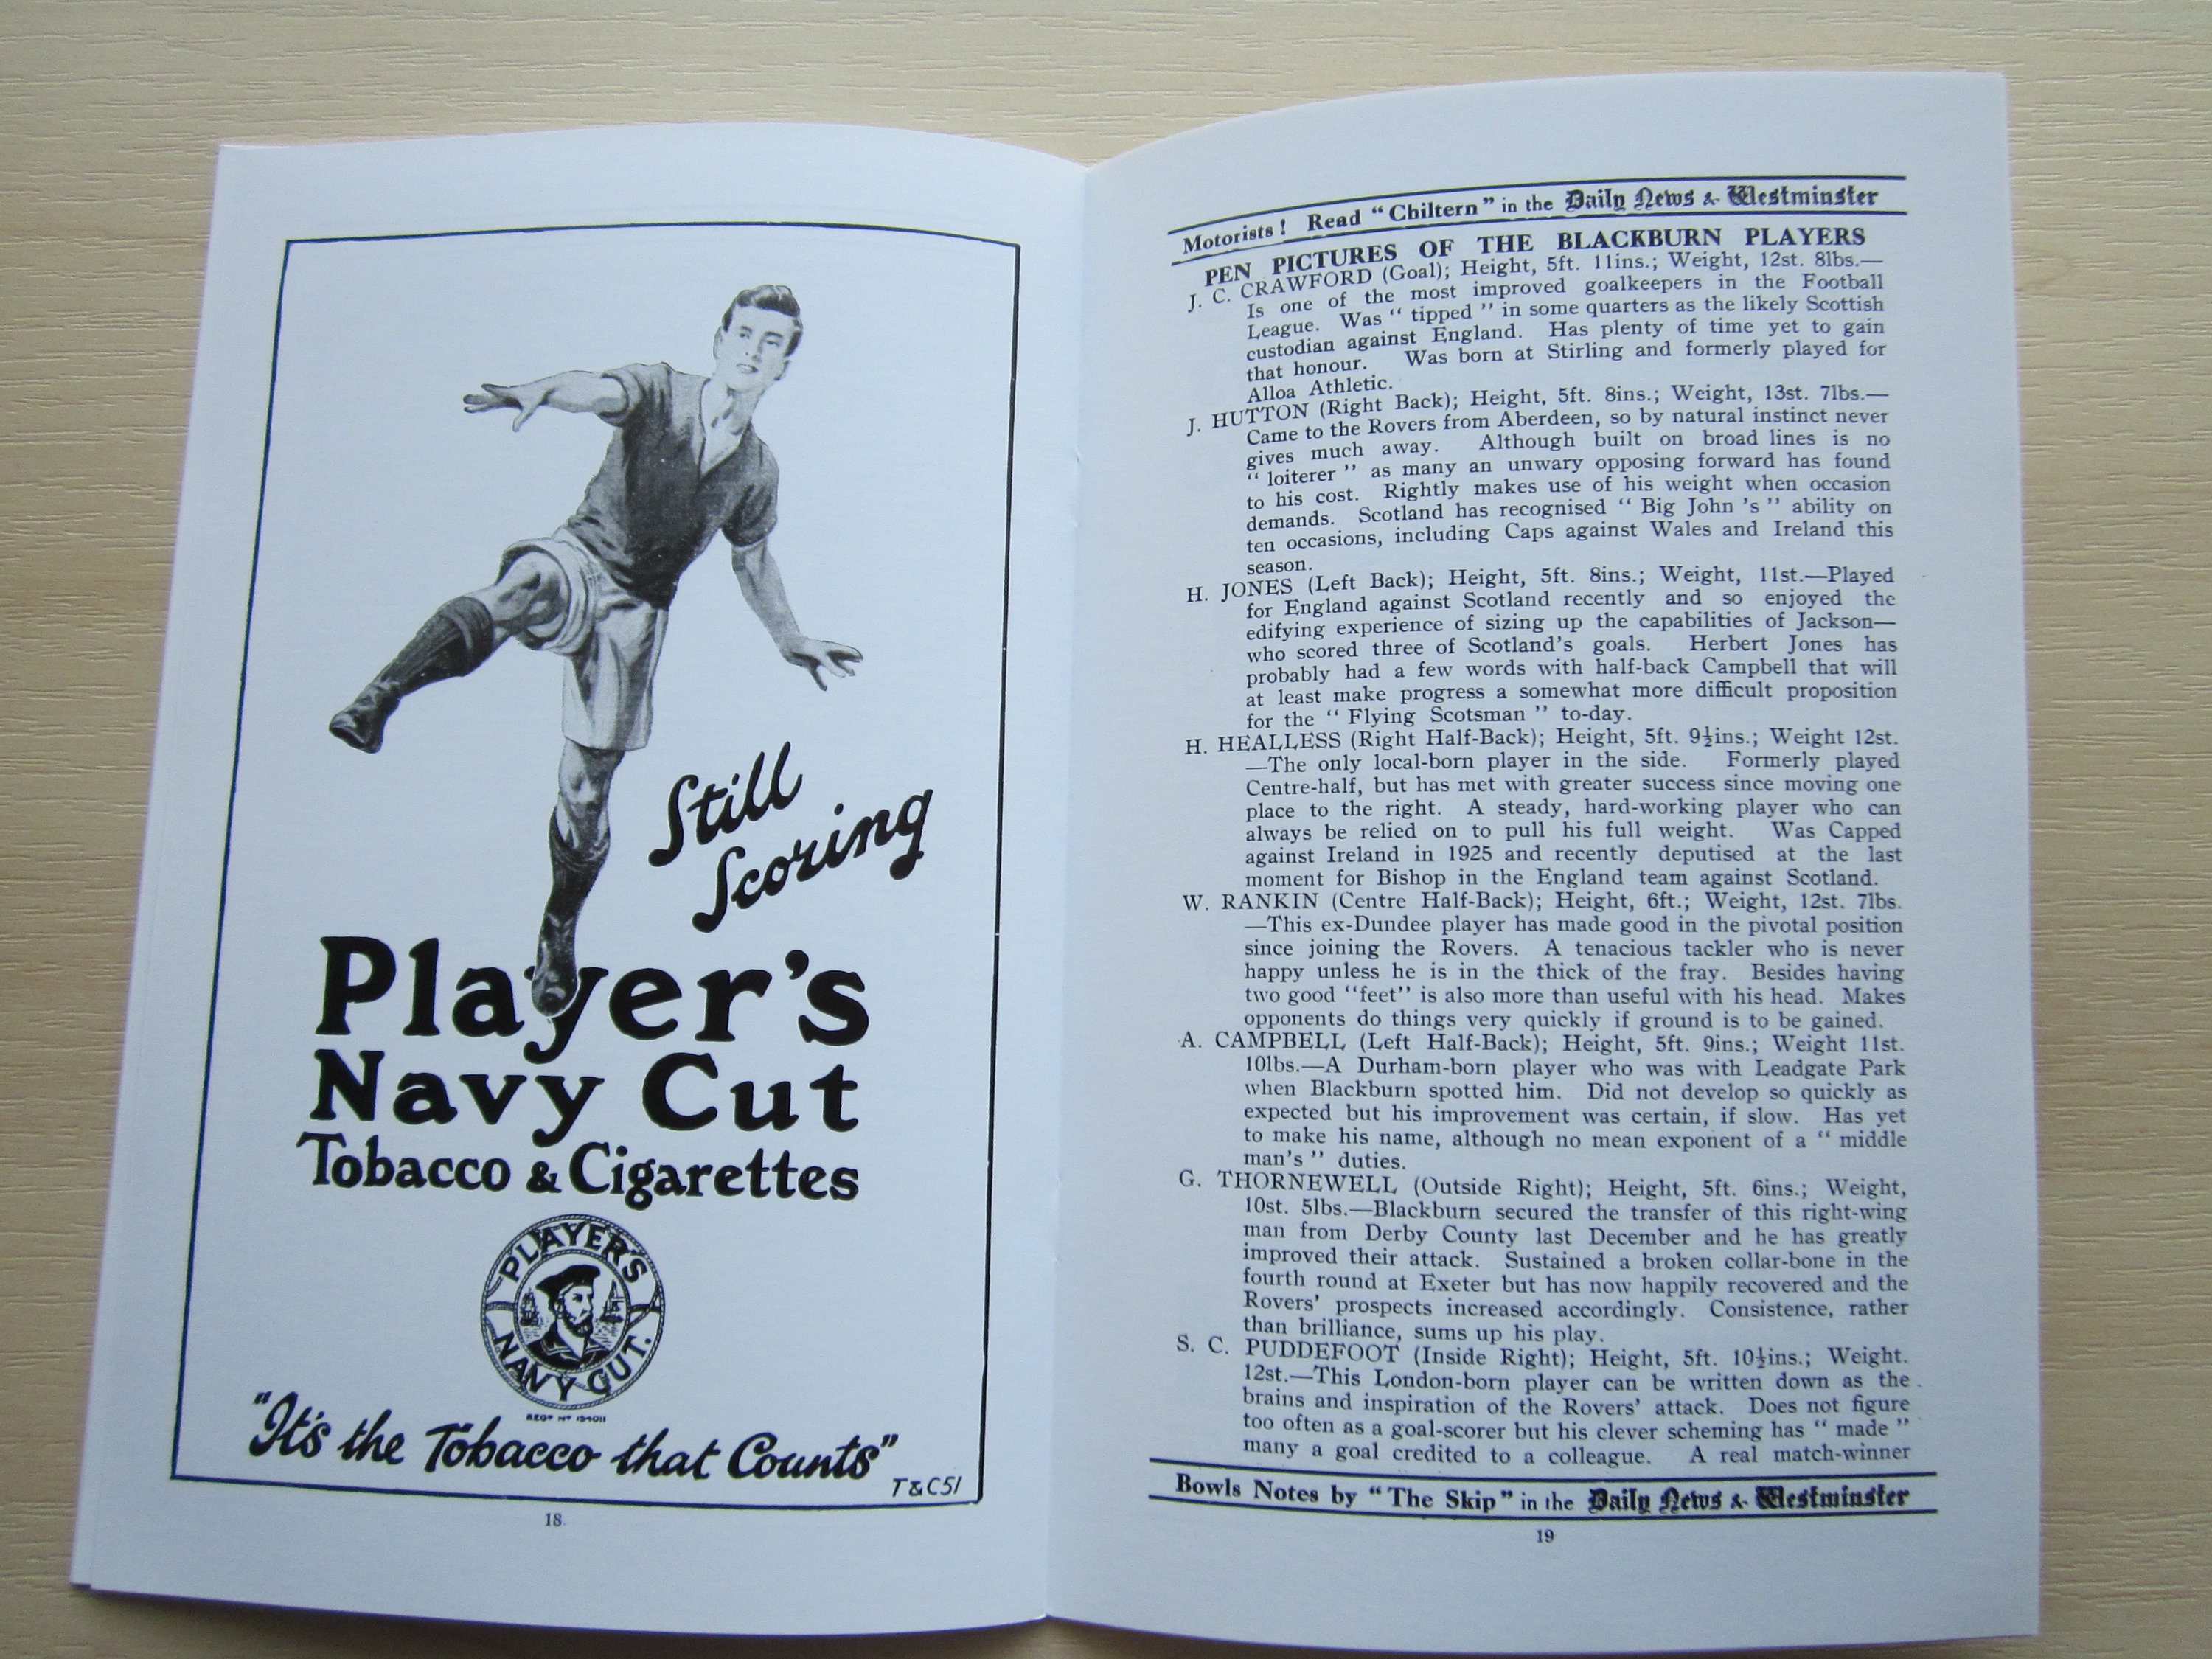 Still
Scoring
Player's
Navy Cut
Tobacco & Cigarettes
PLAYER'S
NAVY CUT.
REGD No 154011
"It's the Tobacco that Counts"
T & C51
18
Motorists! Read "Chiltern" in the Daily News & Westminster
PEN PICTURES OF THE BLACKBURN PLAYERS
J. C. CRAWFORD (Goal); Height, 5ft. 11ins.; Weight, 12st. 8lbs.—
Is one of the most improved goalkeepers in the Football
League. Was "tipped" in some quarters as the likely Scottish
custodian against England. Has plenty of time yet to gain
that honour. Was born at Stirling and formerly played for
Alloa Athletic.
J. HUTTON (Right Back); Height, 5ft. 8ins.; Weight, 13st. 7lbs.—
Came to the Rovers from Aberdeen, so by natural instinct never
gives much away. Although built on broad lines is no
"loiterer" as many an unwary opposing forward has found
to his cost. Rightly makes use of his weight when occasion
demands. Scotland has recognised "Big John's" ability on
ten occasions, including Caps against Wales and Ireland this
season.
H. JONES (Left Back); Height, 5ft. 8ins.; Weight, 11st.—Played
for England against Scotland recently and so enjoyed the
edifying experience of sizing up the capabilities of Jackson—
who scored three of Scotland's goals. Herbert Jones has
probably had a few words with half-back Campbell that will
at least make progress a somewhat more difficult proposition
for the "Flying Scotsman" to-day.
H. HEALLESS (Right Half-Back); Height, 5ft. 9½ins.; Weight 12st.
—The only local-born player in the side. Formerly played
Centre-half, but has met with greater success since moving one
place to the right. A steady, hard-working player who can
always be relied on to pull his full weight. Was Capped
against Ireland in 1925 and recently deputised at the last
moment for Bishop in the England team against Scotland.
W. RANKIN (Centre Half-Back); Height, 6ft.; Weight, 12st. 7lbs.
—This ex-Dundee player has made good in the pivotal position
since joining the Rovers. A tenacious tackler who is never
happy unless he is in the thick of the fray. Besides having
two good "feet" is also more than useful with his head. Makes
opponents do things very quickly if ground is to be gained.
A. CAMPBELL (Left Half-Back); Height, 5ft. 9ins.; Weight 11st.
10lbs.—A Durham-born player who was with Leadgate Park
when Blackburn spotted him. Did not develop so quickly as
expected but his improvement was certain, if slow. Has yet
to make his name, although no mean exponent of a "middle
man's" duties.
G. THORNEWELL (Outside Right); Height, 5ft. 6ins.; Weight,
10st. 5lbs.—Blackburn secured the transfer of this right-wing
man from Derby County last December and he has greatly
improved their attack. Sustained a broken collar-bone in the
fourth round at Exeter but has now happily recovered and the
Rovers' prospects increased accordingly. Consistence, rather
than brilliance, sums up his play.
S. C. PUDDEFOOT (Inside Right); Height, 5ft. 10½ins.; Weight.
12st.—This London-born player can be written down as the
brains and inspiration of the Rovers' attack. Does not figure
too often as a goal-scorer but his clever scheming has "made"
many a goal credited to a colleague. A real match-winner
Bowls Notes by "The Skip" in the Daily News & Westminster
19